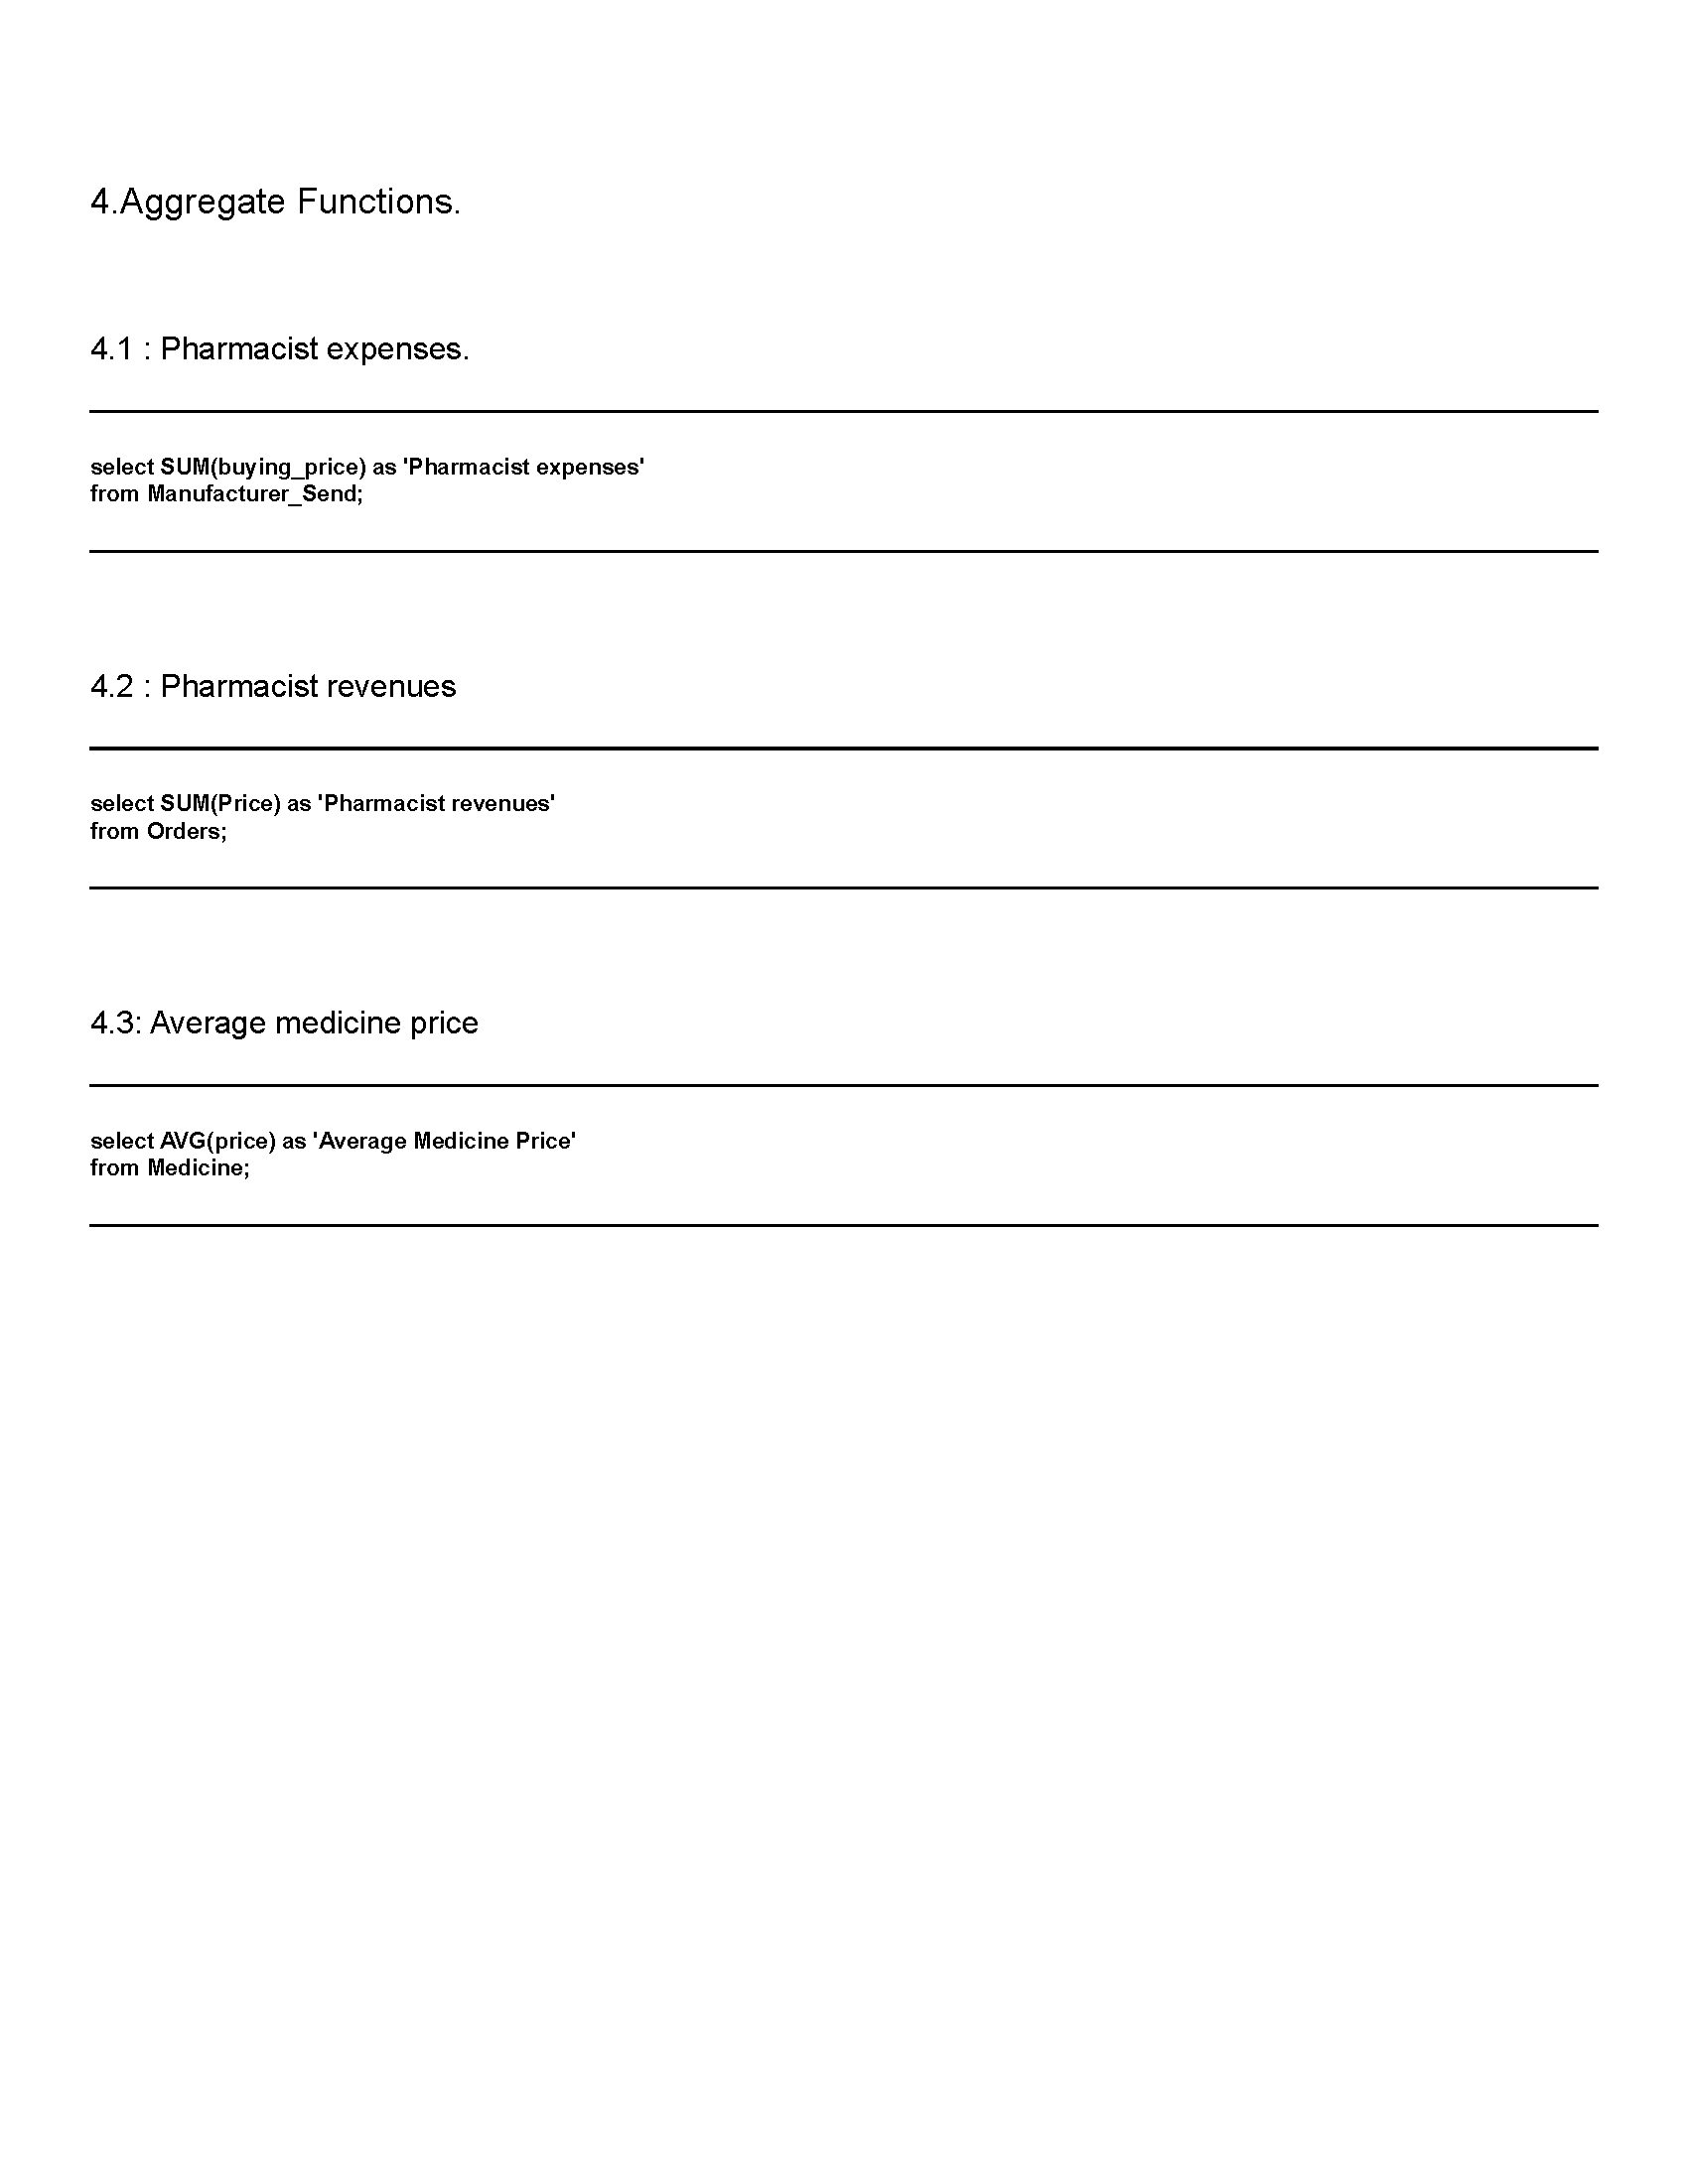 4.Aggregate Functions.
4.1 : Pharmacist expenses.
select SUM(buying_price) as 'Pharmacist expenses'
from Manufacturer_Send;
4.2 : Pharmacist revenues
select SUM(Price) as 'Pharmacist revenues'
from Orders;
4.3: Average medicine price
select AVG(price) as 'Average Medicine Price'
from Medicine;